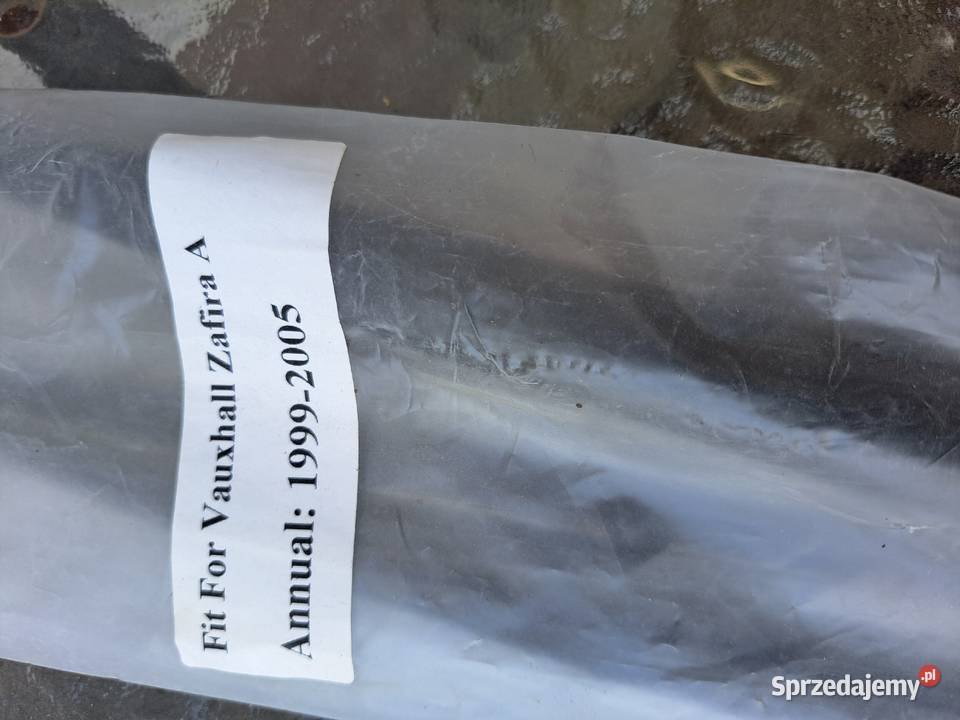 Fit For Vauxhall Zafira A
Annual: 1999-2005
Sprzedajemy.pl